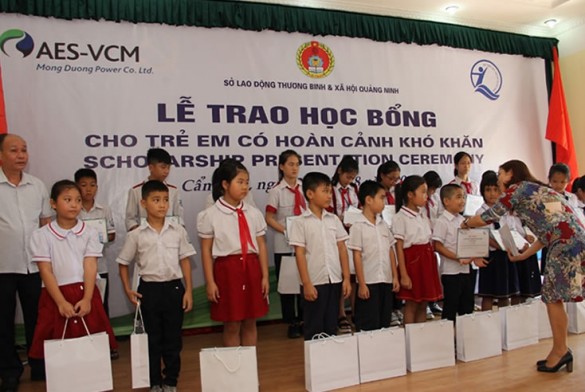 AES-VCM
Mong Duong Power Co. Ltd.
SỞ LAO ĐỘNG THƯƠNG BINH & XÃ HỘI QUẢNG NINH
LỄ TRAO HỌC BỔNG
CHO TRẺ EM CÓ HOÀN CẢNH KHÓ KHĂN
SCHOLARSHIP PRESENTATION CEREMONY